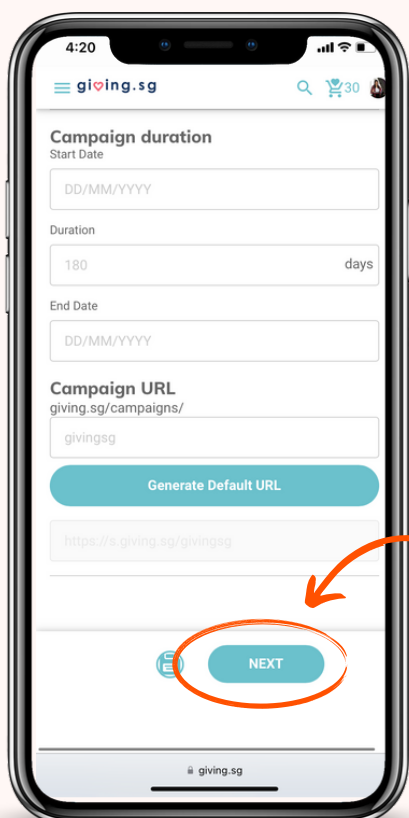 4:20
giving.sg
30
Campaign duration
Start Date
DD/MM/YYYY
Duration
180 days
End Date
DD/MM/YYYY
Campaign URL
giving.sg/campaigns/
givingsg
Generate Default URL
https://s.giving.sg/givingsg
NEXT
giving.sg